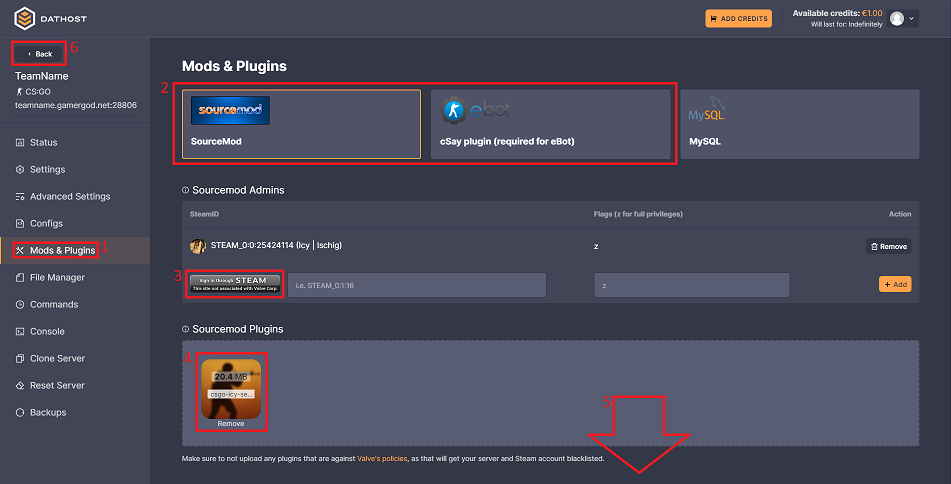 DATHOST
ADD CREDITS
Available credits: €1.00
Will last for: Indefinitely
Back
6
TeamName
CS:GO
teamname.gamergod.net:28806
Status
Settings
Advanced Settings
Configs
Mods & Plugins
1
File Manager
Commands
Console
Clone Server
Reset Server
Backups
Mods & Plugins
2
sourcemod
SourceMod
ebot
cSay plugin (required for eBot)
MySQL
MySQL
Sourcemod Admins
SteamID
Flags (z for full privileges)
Action
STEAM_0:0:25424114 (Icy | Ischig)
z
Remove
3
Sign in through STEAM
This site not associated with Valve Corp.
i.e. STEAM_0:1:16
z
+ Add
Sourcemod Plugins
4
20.4 MB
csgo-icy-se...
Remove
5
Make sure to not upload any plugins that are against Valve's policies, as that will get your server and Steam account blacklisted.